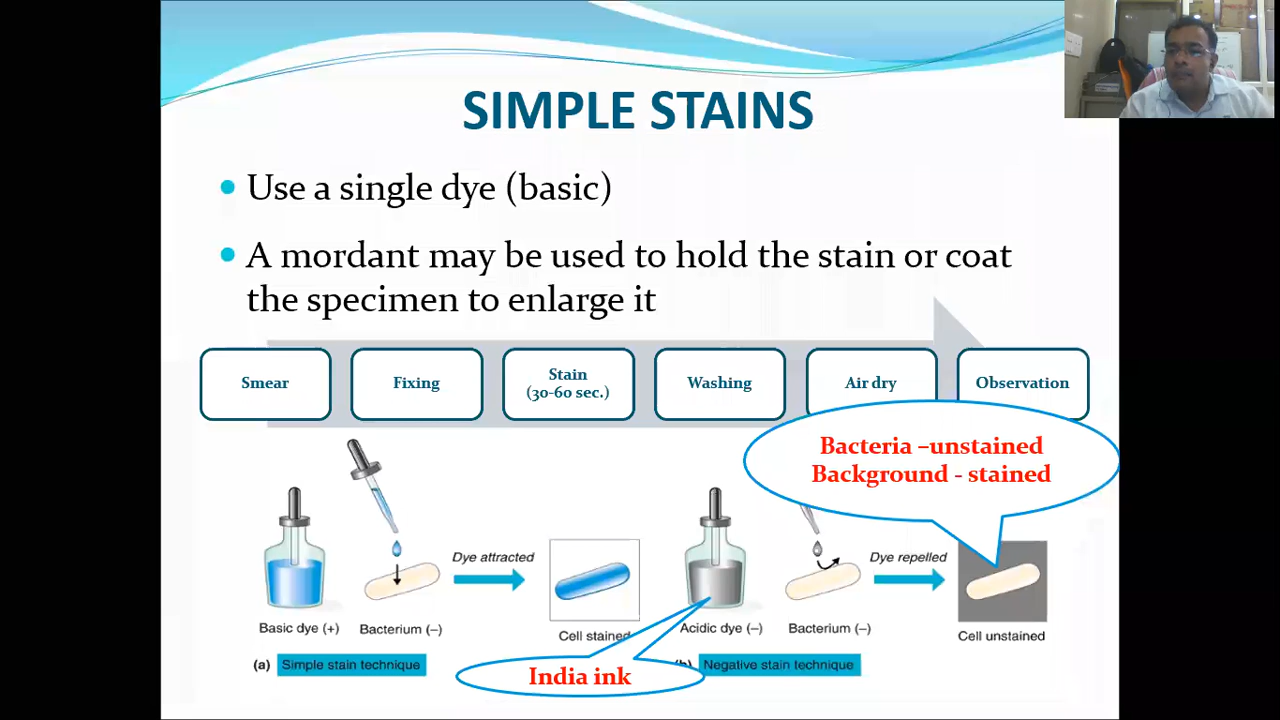 SIMPLE STAINS
Use a single dye (basic)
A mordant may be used to hold the stain or coat
the specimen to enlarge it
Smear
Fixing
Stain
(30-60 sec.)
Washing
Air dry
Observation
Bacteria –unstained
Background - stained
Dye attracted
Dye repelled
Basic dye (+)
Bacterium (–)
Cell stained
Acidic dye (–)
Bacterium (–)
Cell unstained
(a) Simple stain technique
India ink
(b) Negative stain technique